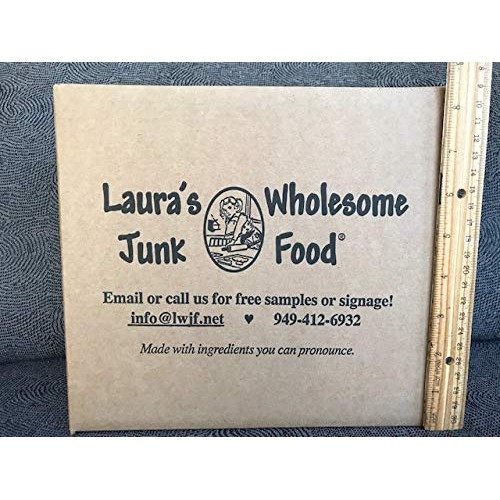 Laura's Wholesome
Junk Food®
Email or call us for free samples or signage!
info@lwjf.net ♥ 949-412-6932
Made with ingredients you can pronounce.